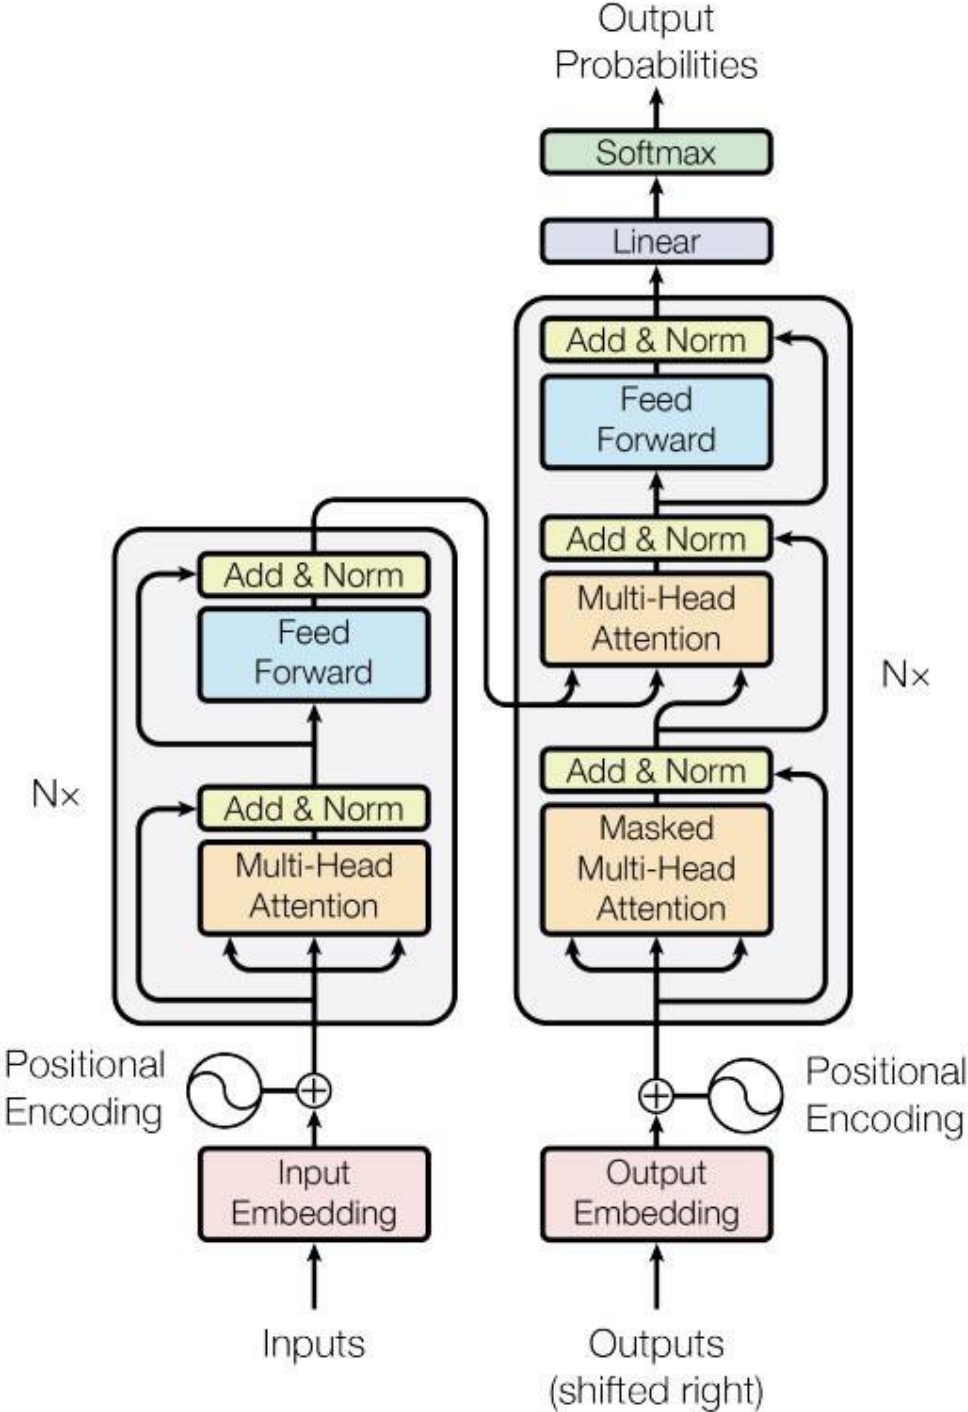 Output
Probabilities
Softmax
Linear
Add & Norm
Feed
Forward
Add & Norm
Multi-Head
Attention
Nx
Add & Norm
Masked
Multi-Head
Attention
Add & Norm
Feed
Forward
Nx
Add & Norm
Multi-Head
Attention
Positional
Encoding
Positional
Encoding
Input
Embedding
Output
Embedding
Inputs
Outputs
(shifted right)